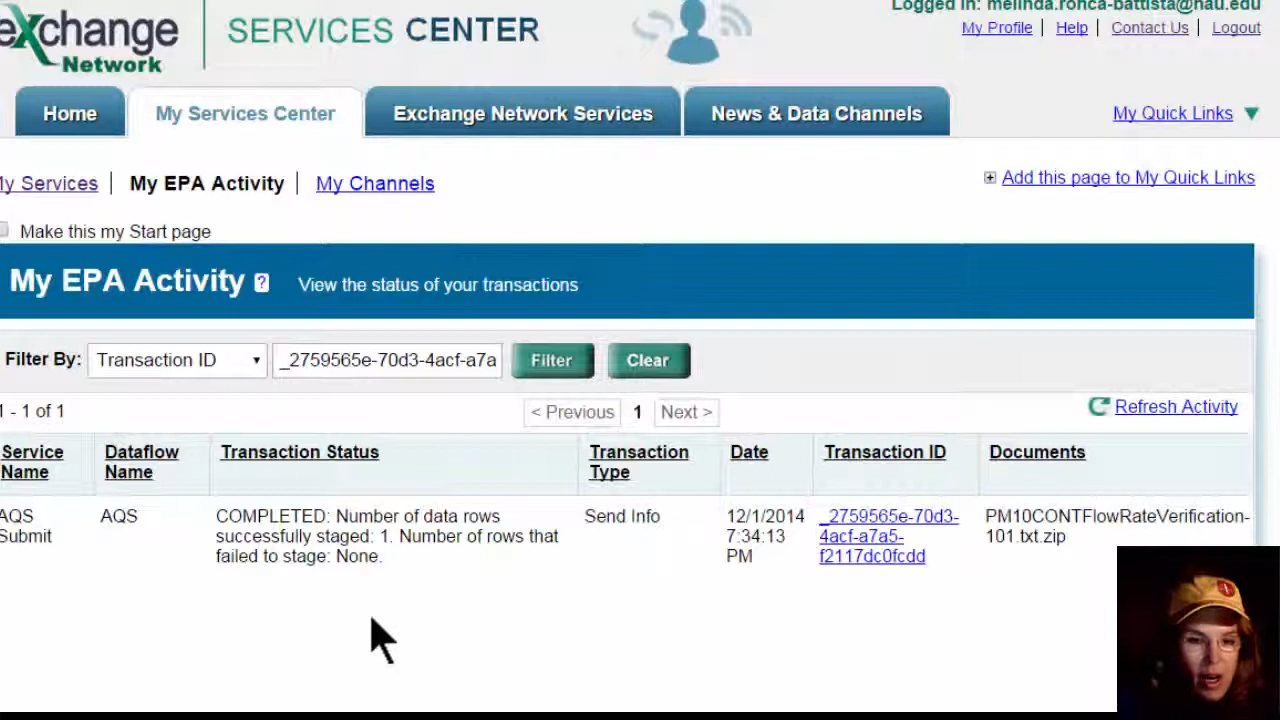 Logged in: melinda.ronca-battista@nau.edu
exchange
Network
SERVICES CENTER
My Profile | Help | Contact Us | Logout
Home
My Services Center
Exchange Network Services
News & Data Channels
My Quick Links
My Services | My EPA Activity | My Channels
Add this page to My Quick Links
Make this my Start page
My EPA Activity ? View the status of your transactions
Filter By: Transaction ID _2759565e-70d3-4acf-a7a Filter Clear
1 - 1 of 1
< Previous 1 Next >
Refresh Activity
Service
Name
Dataflow
Name
Transaction Status
Transaction
Type
Date
Transaction ID
Documents
AQS
Submit
AQS
COMPLETED: Number of data rows
successfully staged: 1. Number of rows that
failed to stage: None.
Send Info
12/1/2014
7:34:13
PM
_2759565e-70d3-
4acf-a7a5-
f2117dc0fcdd
PM10CONTFlowRateVerification-
101.txt.zip